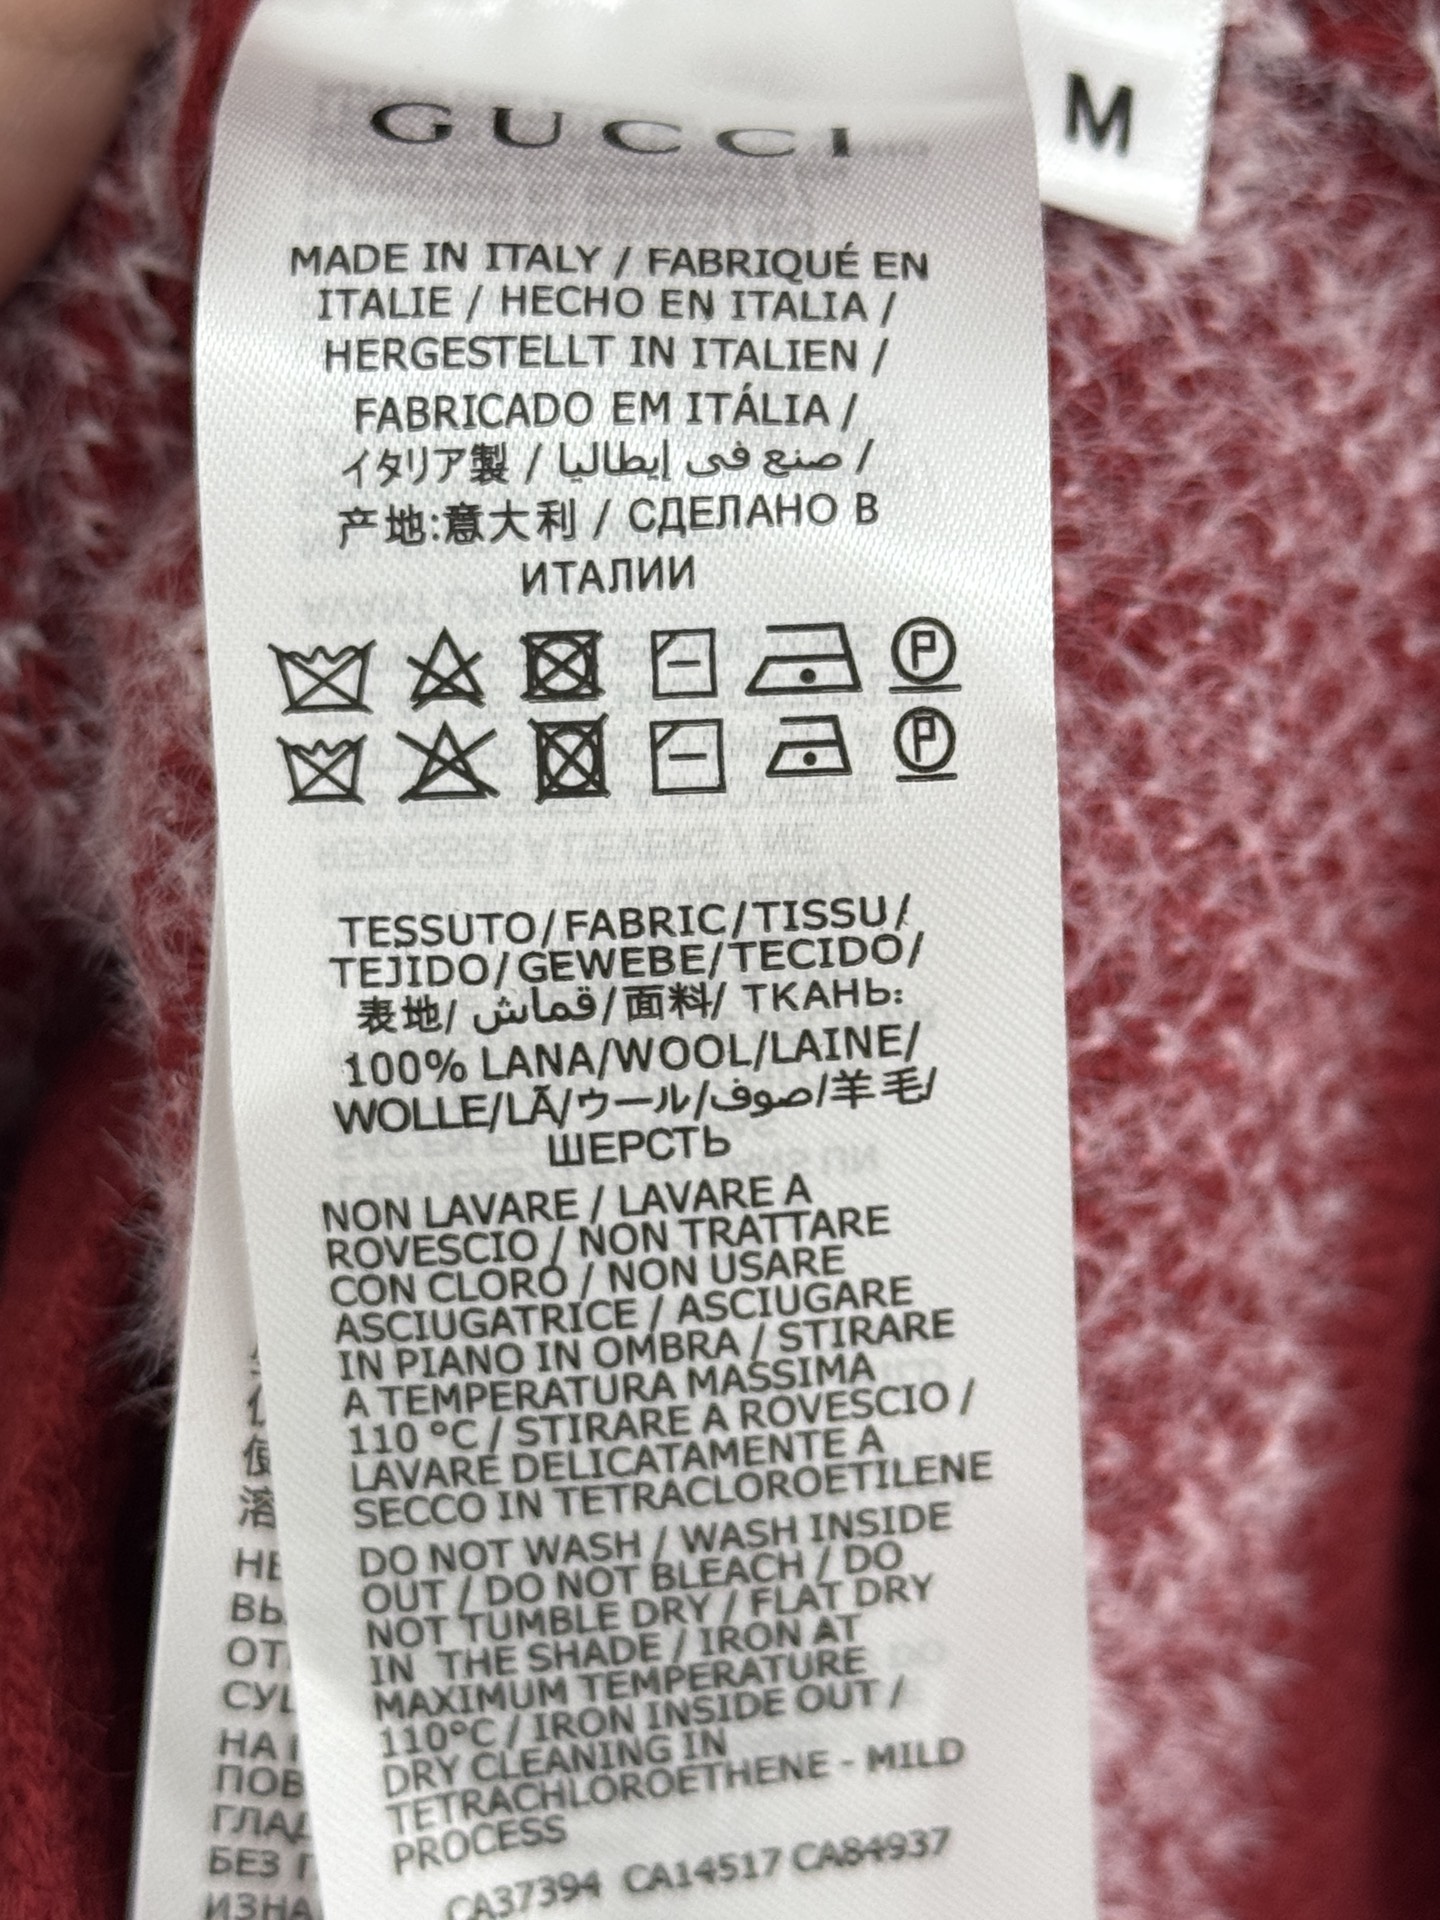 GUCCI
M
MADE IN ITALY / FABRIQUÉ EN
ITALIE / HECHO EN ITALIA /
HERGESTELLT IN ITALIEN /
FABRICADO EM ITÁLIA /
イタリア製 / صنع في إيطاليا /
产地:意大利 / СДЕЛАНО В
ИТАЛИИ
P
P
TESSUTO/FABRIC/TISSU/
TEJIDO/GEWEBE/TECIDO/
表地/قماش/面料/ ТКАНЬ:
100% LANA/WOOL/LAINE/
WOLLE/LÃ/ウール/صوف/羊毛/
ШЕРСТЬ
NON LAVARE / LAVARE A
ROVESCIO / NON TRATTARE
CON CLORO / NON USARE
ASCIUGATRICE / ASCIUGARE
IN PIANO IN OMBRA / STIRARE
A TEMPERATURA MASSIMA
110 °C / STIRARE A ROVESCIO /
LAVARE DELICATAMENTE A
SECCO IN TETRACLOROETILENE
DO NOT WASH / WASH INSIDE
OUT / DO NOT BLEACH / DO
NOT TUMBLE DRY / FLAT DRY
IN THE SHADE / IRON AT
MAXIMUM TEMPERATURE
110°C / IRON INSIDE OUT /
DRY CLEANING IN
TETRACHLOROETHENE - MILD
PROCESS
CA37394 CA14517 CA84937
使
溶
НЕ
НА
БЕЗ